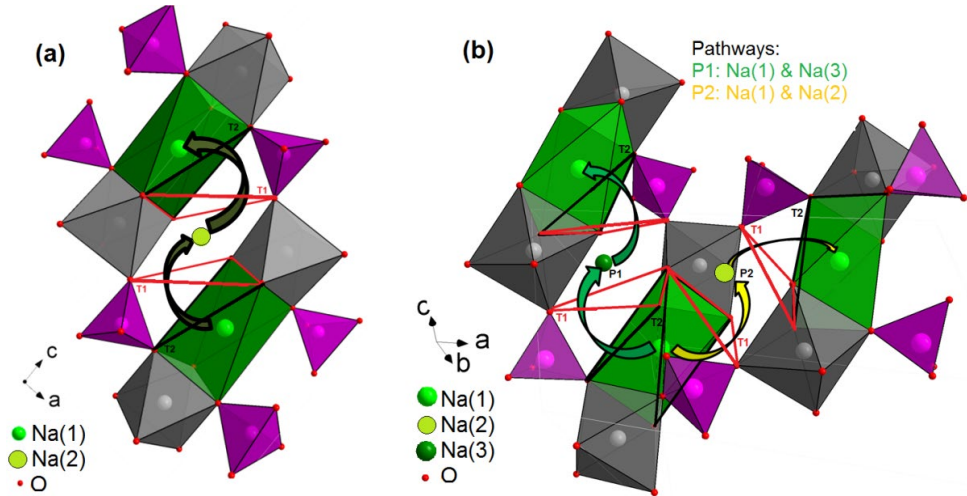 (a)
T2
T1
T1
T2
c
a
Na(1)
Na(2)
O
(b)
Pathways:
P1: Na(1) & Na(3)
P2: Na(1) & Na(2)
T2
T2
T1
P1
P2
T1
T2
T1
c
a
b
Na(1)
Na(2)
Na(3)
O